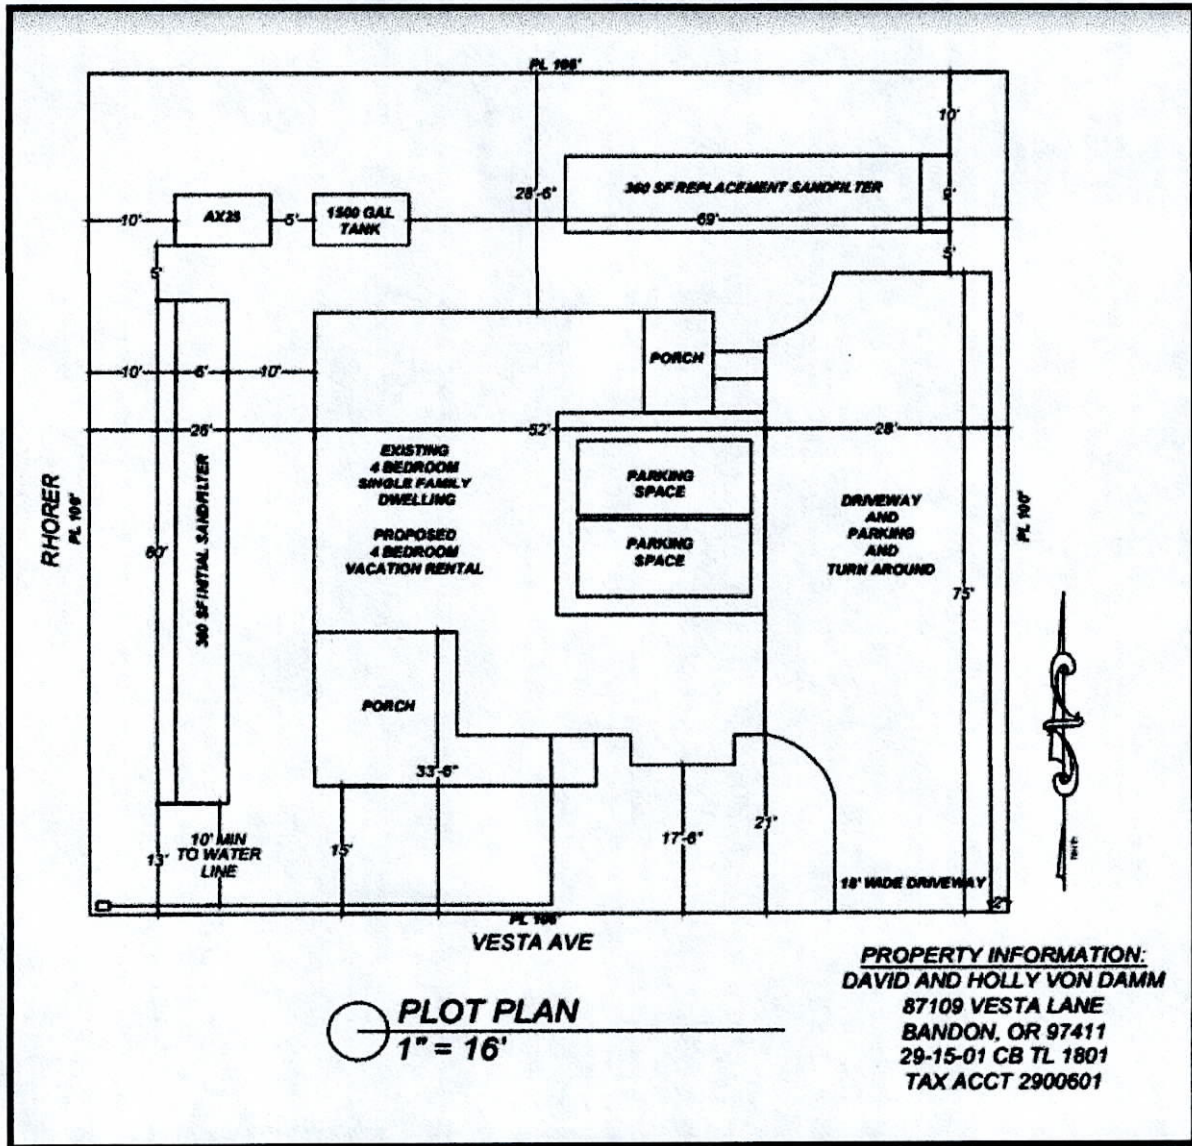 PL 106'
10'
28'-6"
360 SF REPLACEMENT SANDFILTER
10'
AX25
5'
1500 GAL
TANK
69'
5'
5'
PORCH
10'
6'
10'
26'
52'
28'
EXISTING
4 BEDROOM
SINGLE FAMILY
DWELLING
PROPOSED
4 BEDROOM
VACATION RENTAL
PARKING
SPACE
PARKING
SPACE
DRIVEWAY
AND
PARKING
AND
TURN AROUND
RHORER
PL 100'
60'
360 SF INITIAL SANDFILTER
PL 100'
75'
PORCH
33'-6"
13'
10' MIN
TO WATER
LINE
15'
17'-6"
21'
18' WADE DRIVEWAY
2'
PL 106'
VESTA AVE
PLOT PLAN
1" = 16'
PROPERTY INFORMATION:
DAVID AND HOLLY VON DAMM
87109 VESTA LANE
BANDON, OR 97411
29-15-01 CB TL 1801
TAX ACCT 2900601